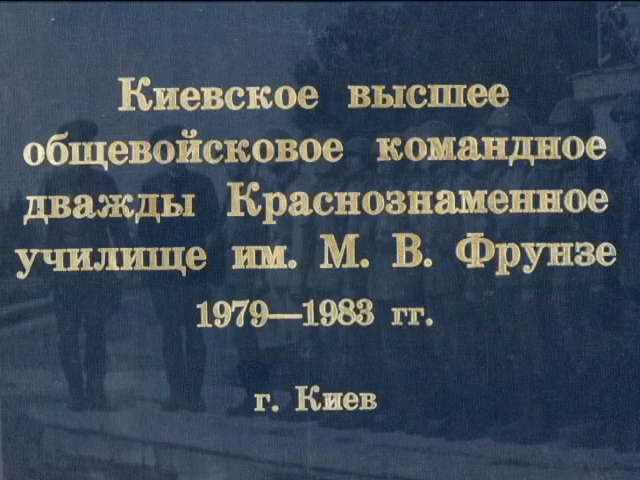 Киевское высшее
общевойсковое командное
дважды Краснознаменное
училище им. М. В. Фрунзе
1979—1983 гг.
г. Киев